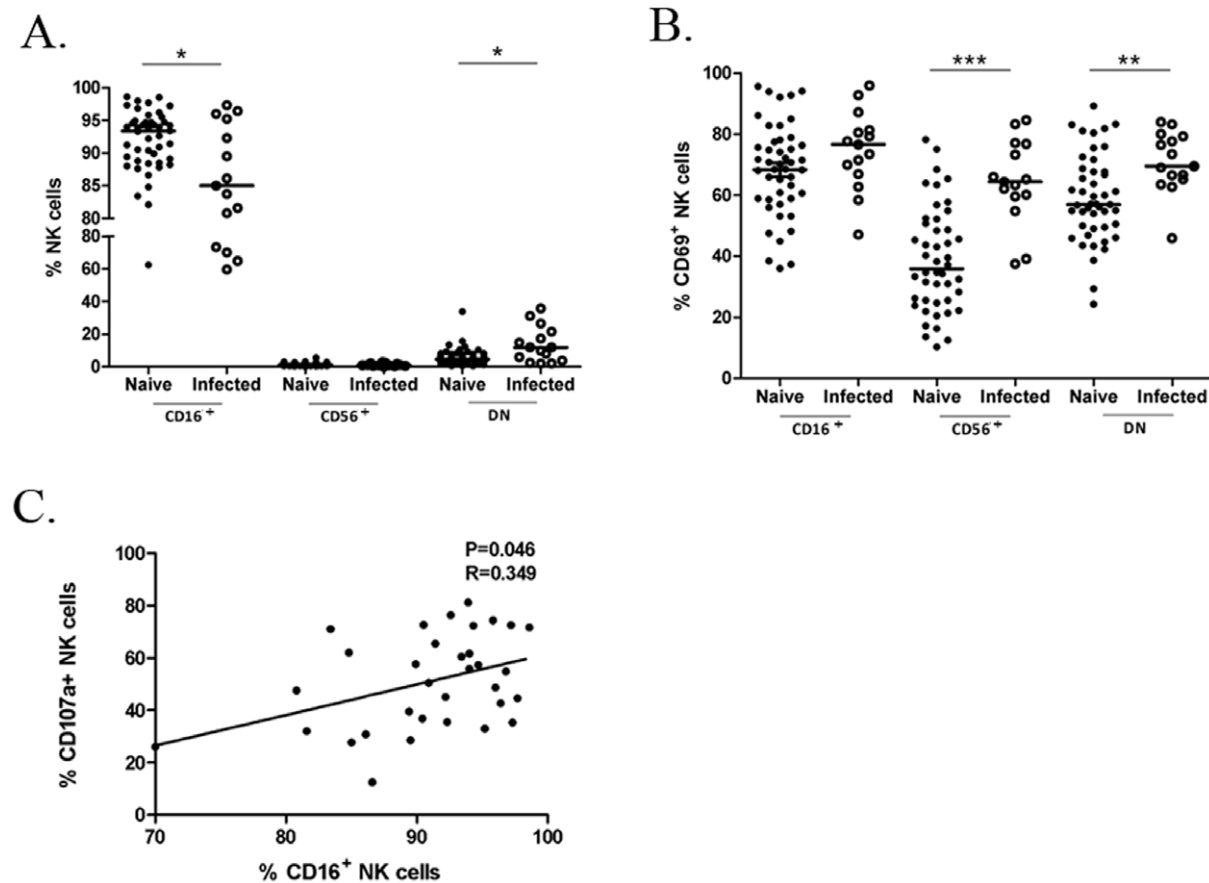 A.
*
*
100
95
90
85
80
60
40
20
0
% NK cells
Naive Infected Naive Infected Naive Infected
CD16+ CD56+ DN
B.
***
**
100
80
60
40
20
0
% CD69+ NK cells
Naive Infected Naive Infected Naive Infected
CD16+ CD56+ DN
C.
P=0.046
R=0.349
100
80
60
40
20
0
% CD107a+ NK cells
70 80 90 100
% CD16+ NK cells